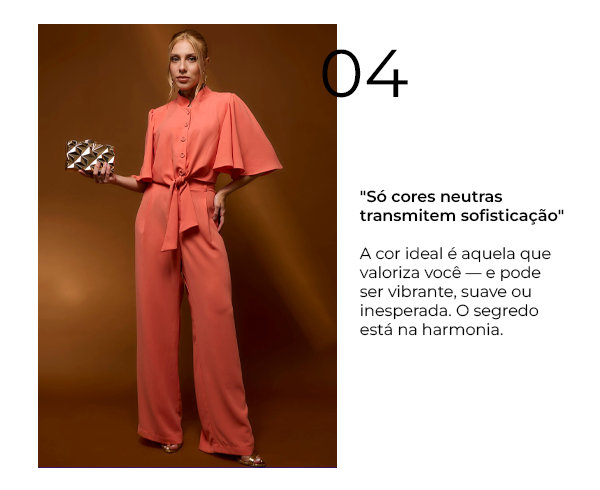 04
"Só cores neutras
transmitem sofisticação"
A cor ideal é aquela que
valoriza você — e pode
ser vibrante, suave ou
inesperada. O segredo
está na harmonia.